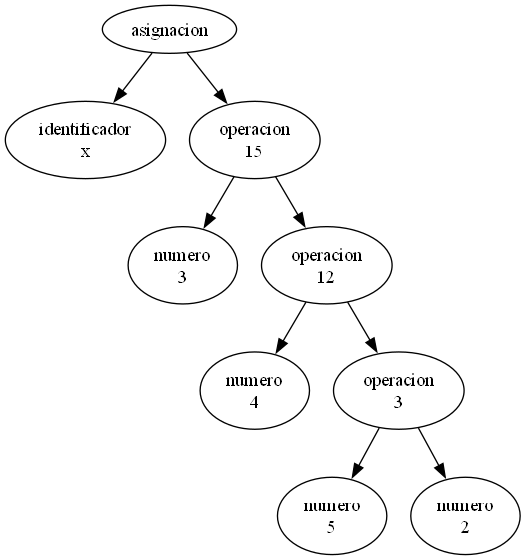 asignacion
identificador
x
operacion
15
numero
3
operacion
12
numero
4
operacion
3
numero
5
numero
2